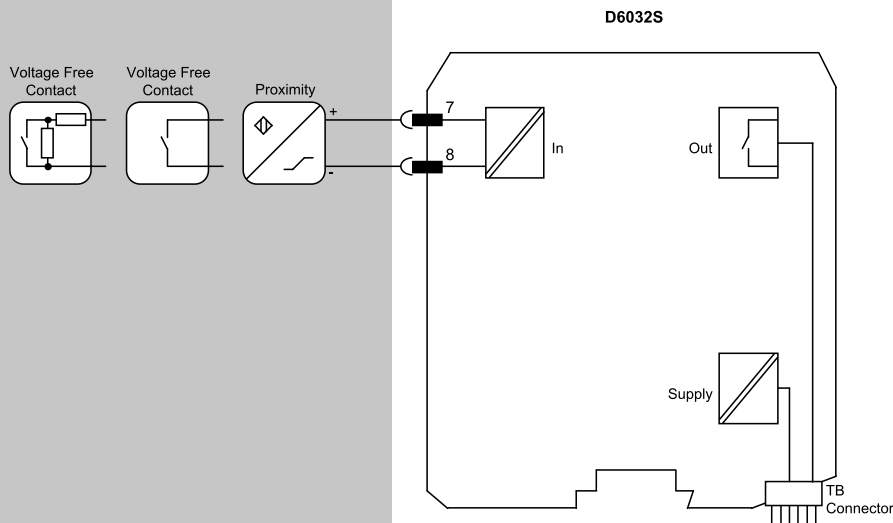 D6032S
Voltage Free
Contact
Voltage Free
Contact
Proximity
+
-
7
8
In
Out
Supply
TB
Connector